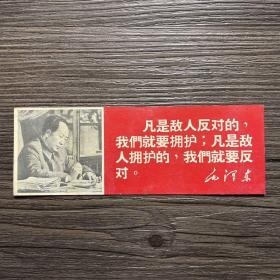 凡是敌人反对的，
我們就要拥护；凡是敌
人拥护的，我們就要反
对。
毛泽东